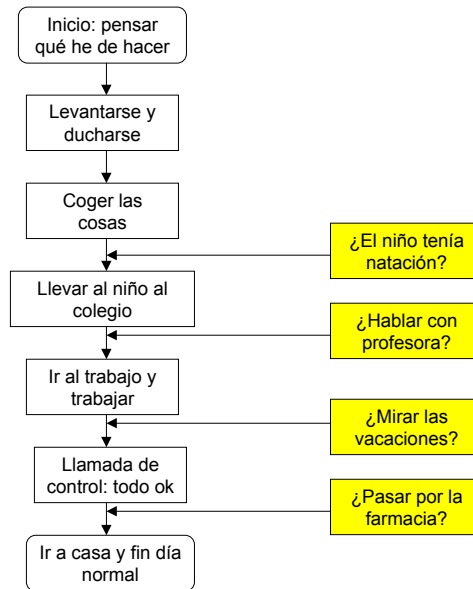 Inicio: pensar
qué he de hacer
Levantarse y
ducharse
Coger las
cosas
¿El niño tenía
natación?
Llevar al niño al
colegio
¿Hablar con
profesora?
Ir al trabajo y
trabajar
¿Mirar las
vacaciones?
Llamada de
control: todo ok
¿Pasar por la
farmacia?
Ir a casa y fin día
normal